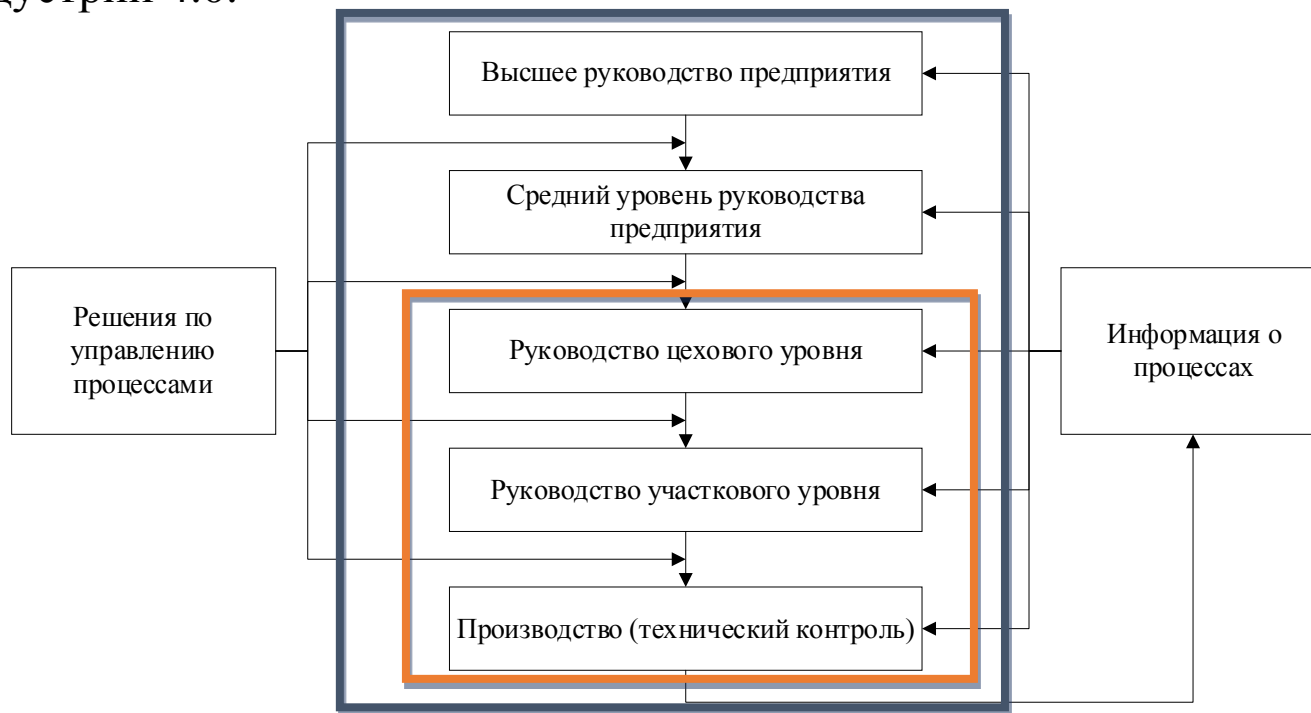 Высшее руководство предприятия
Средний уровень руководства
предприятия
Решения по
управлению
процессами
Руководство цехового уровня
Информация о
процессах
Руководство участкового уровня
Производство (технический контроль)